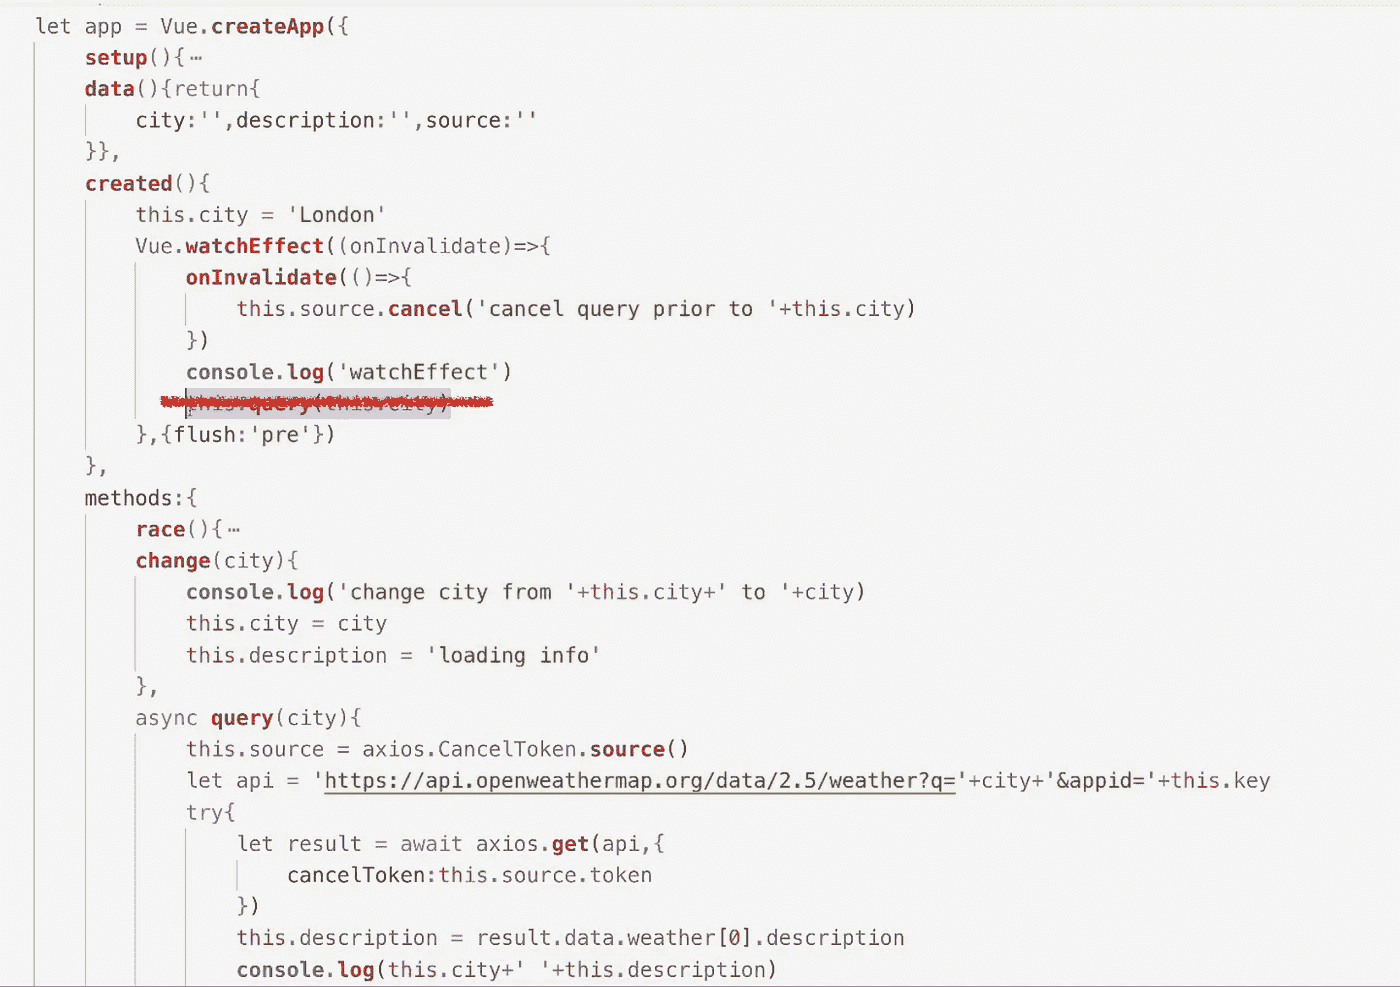 let app = Vue.createApp({
    setup(){⋯
    data(){return{
        city:'',description:'',source:''
    }},
    created(){
        this.city = 'London'
        Vue.watchEffect((onInvalidate)=>{
            onInvalidate(()=>{
                this.source.cancel('cancel query prior to '+this.city)
            })
            console.log('watchEffect')
            this.query(this.city)
        },{flush:'pre'})
    },
    methods:{
        race(){⋯
        change(city){
            console.log('change city from '+this.city+' to '+city)
            this.city = city
            this.description = 'loading info'
        },
        async query(city){
            this.source = axios.CancelToken.source()
            let api = 'https://api.openweathermap.org/data/2.5/weather?q='+city+'&appid='+this.key
            try{
                let result = await axios.get(api,{
                    cancelToken:this.source.token
                })
                this.description = result.data.weather[0].description
                console.log(this.city+' '+this.description)